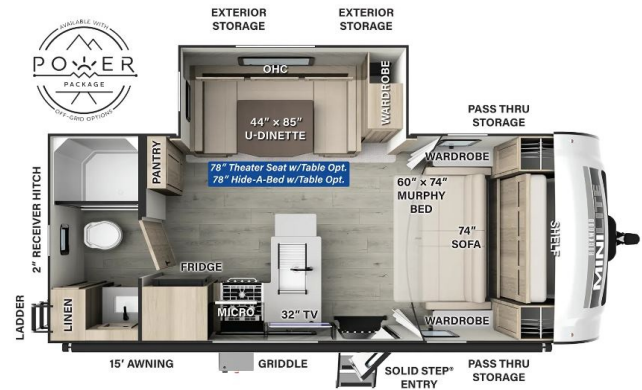 EXTERIOR
STORAGE
EXTERIOR
STORAGE
AVAILABLE WITH
POWER
PACKAGE
OFF-GRID OPTIONS
OHC
WARDROBE
44" × 85"
U-DINETTE
PASS THRU
STORAGE
PANTRY
78" Theater Seat w/Table Opt.
78" Hide-A-Bed w/Table Opt.
WARDROBE
60" × 74"
MURPHY
BED
2" RECEIVER HITCH
74"
SOFA
SHELF
MINI LITE
FRIDGE
LADDER
LINEN
MICRO
32" TV
WARDROBE
15' AWNING
GRIDDLE
SOLID STEP®
ENTRY
PASS THRU
STORAGE